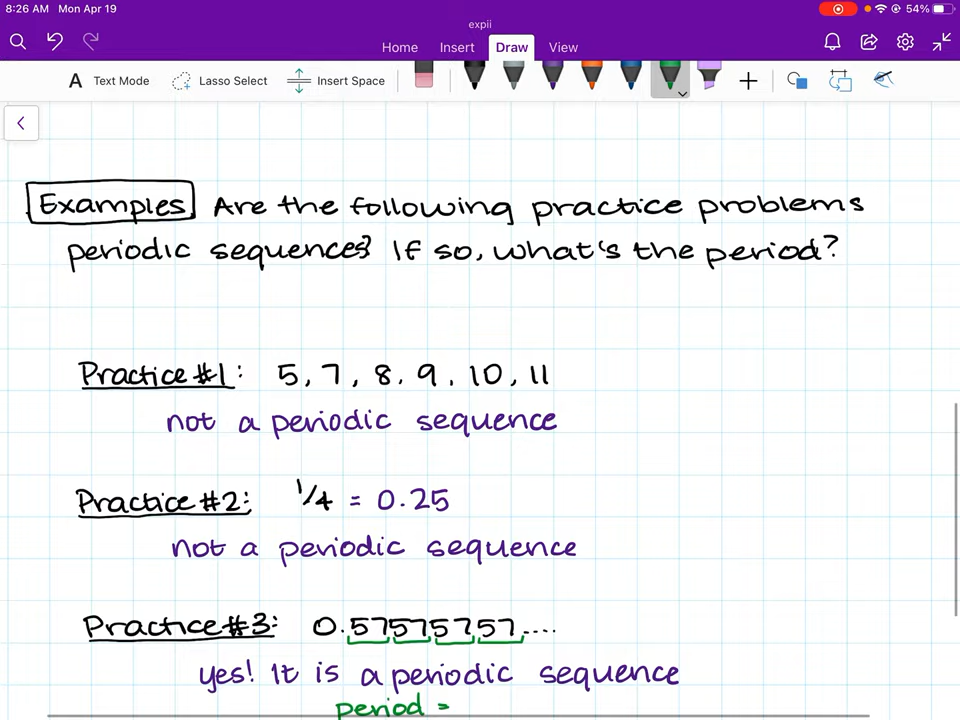 8:26 AM Mon Apr 19
54%
expii
Home Insert Draw View
A Text Mode Lasso Select Insert Space
Examples Are the following practice problems
periodic sequences? If so, what's the period?
Practice #1: 5, 7, 8, 9, 10, 11
not a periodic sequence
Practice #2: 1/4 = 0.25
not a periodic sequence
Practice #3: 0.57575757....
yes! It is a periodic sequence
period =